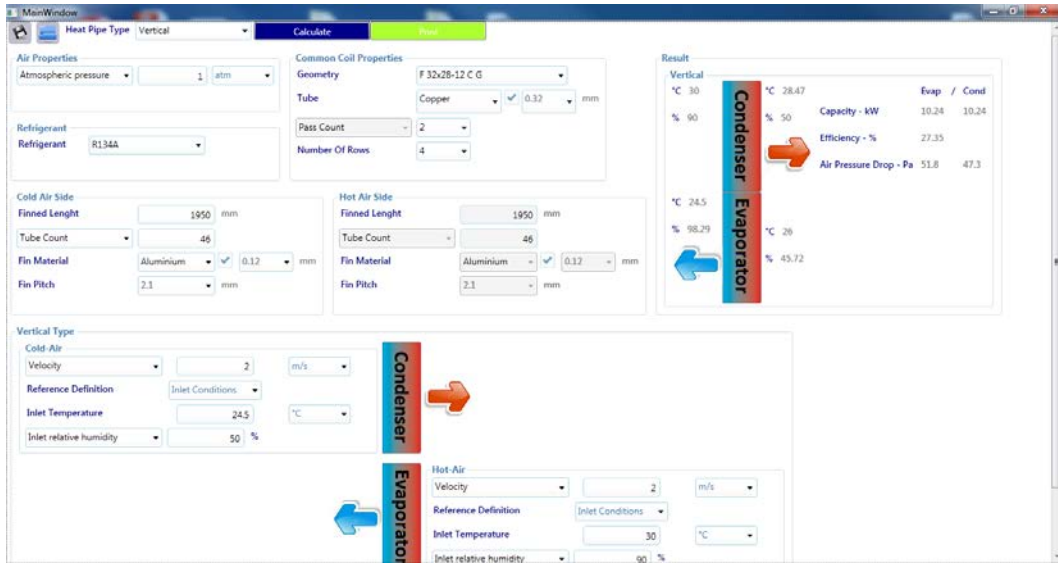 MainWindow
Heat Pipe Type Vertical Calculate Print
Air Properties
Atmospheric pressure 1 atm
Refrigerant
Refrigerant R134A
Common Coil Properties
Geometry F 32x28-12 C G
Tube Copper 0.32 mm
Pass Count 2
Number Of Rows 4
Cold Air Side
Finned Lenght 1950 mm
Tube Count 46
Fin Material Aluminium 0.12 mm
Fin Pitch 2.1 mm
Hot Air Side
Finned Lenght 1950 mm
Tube Count 46
Fin Material Aluminium 0.12 mm
Fin Pitch 2.1 mm
Result
Vertical
°C 30
% 90
Condenser
°C 28.47
% 50
Evap / Cond
Capacity - kW 10.24 10.24
Efficiency - % 27.35
Air Pressure Drop - Pa 51.8 47.3
°C 24.5
% 98.29
Evaporator
°C 26
% 45.72
Vertical Type
Cold-Air
Velocity 2 m/s
Reference Definition Inlet Conditions
Inlet Temperature 24.5 °C
Inlet relative humidity 50 %
Condenser
Evaporator
Hot-Air
Velocity 2 m/s
Reference Definition Inlet Conditions
Inlet Temperature 30 °C
Inlet relative humidity 90 %